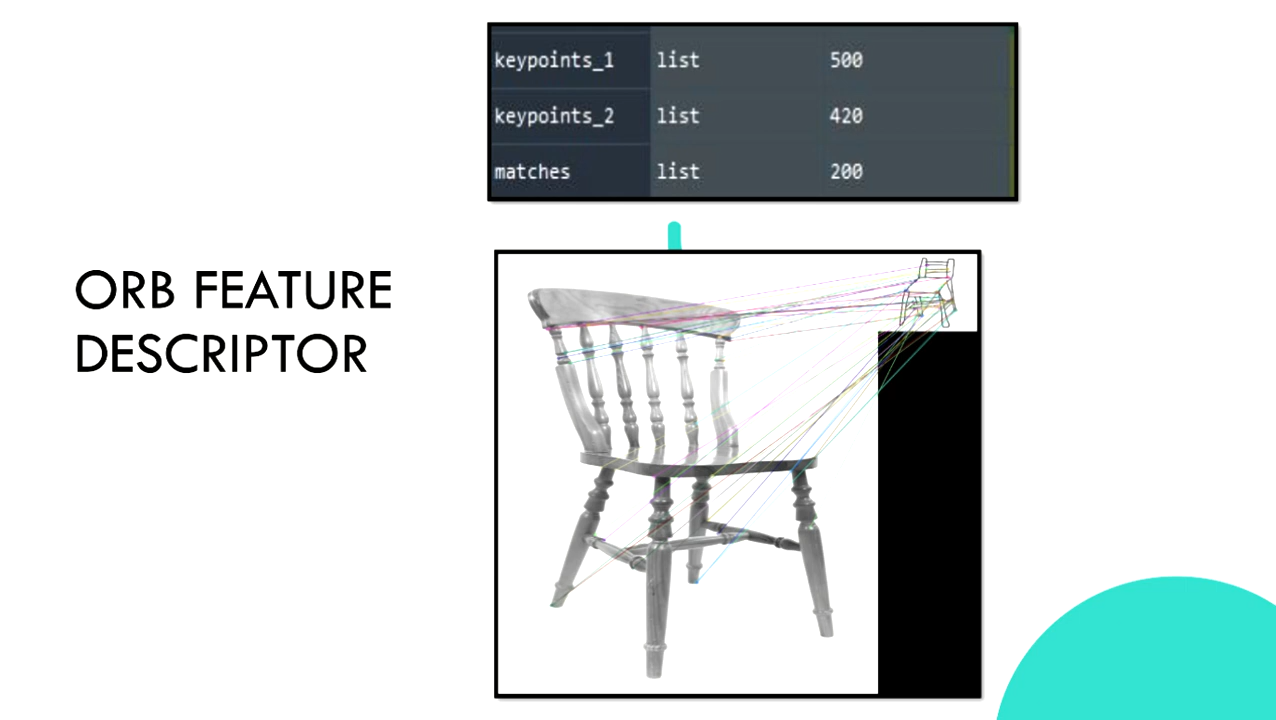 keypoints_1 list 500
keypoints_2 list 420
matches list 200
ORB FEATURE
DESCRIPTOR